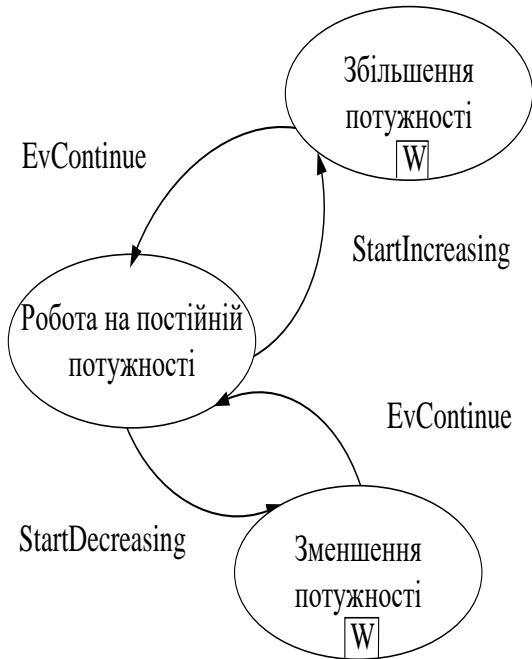 Збільшення
потужності
W
EvContinue
StartIncreasing
Робота на постійній
потужності
EvContinue
StartDecreasing
Зменшення
потужності
W